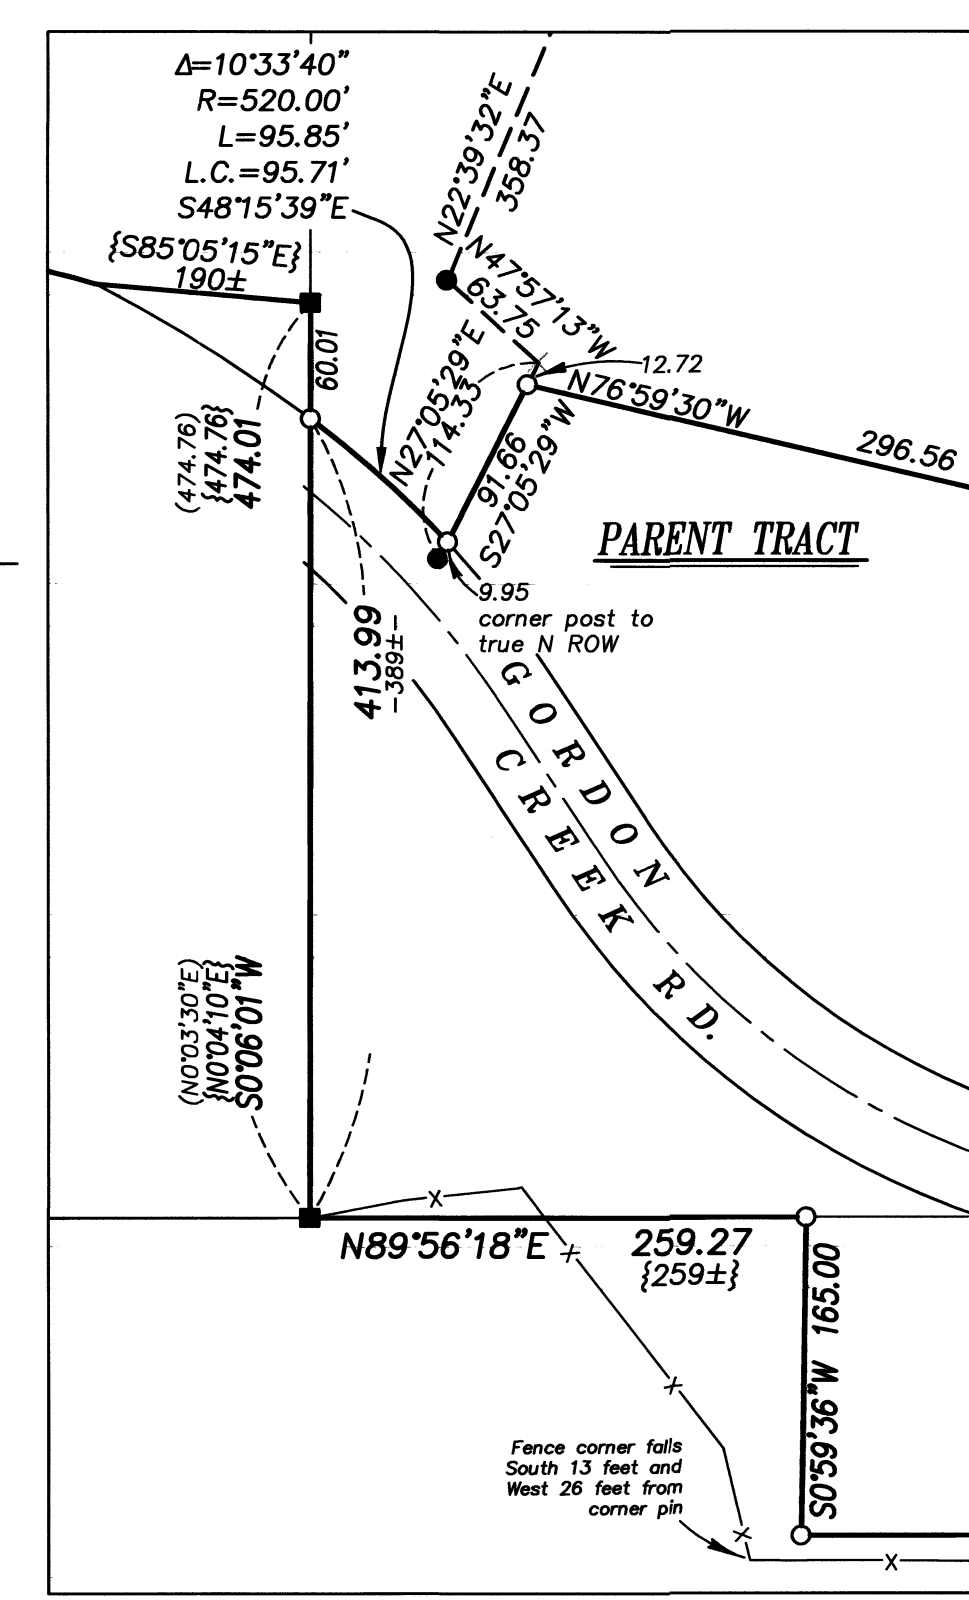 Δ=10°33'40"
R=520.00'
L=95.85'
L.C.=95.71'
S48°15'39"E
{S85°05'15"E}
190±
N22°39'32"E
358.37
N47°57'13"W
63.75
60.01
N27°05'29"E
114.33
12.72
N76°59'30"W
296.56
(474.76)
{474.76}
474.01
91.66
S27°05'29"W
PARENT TRACT
9.95
corner post to
true N ROW
413.99
-389±-
GORDON
CREEK RD.
(N0°03'30"E)
{N0°04'10"E}
S0°06'01"W
X
N89°56'18"E
X
259.27
{259±}
165.00
S0°59'36"W
X
Fence corner falls
South 13 feet and
West 26 feet from
corner pin
X
X